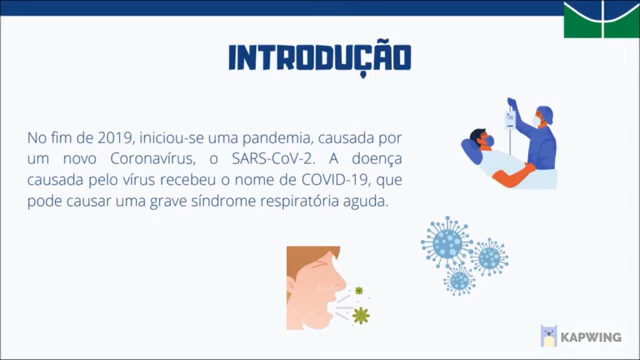 INTRODUÇÃO
No fim de 2019, iniciou-se uma pandemia, causada por
um novo Coronavírus, o SARS-CoV-2. A doença
causada pelo vírus recebeu o nome de COVID-19, que
pode causar uma grave síndrome respiratória aguda.
KAPWING